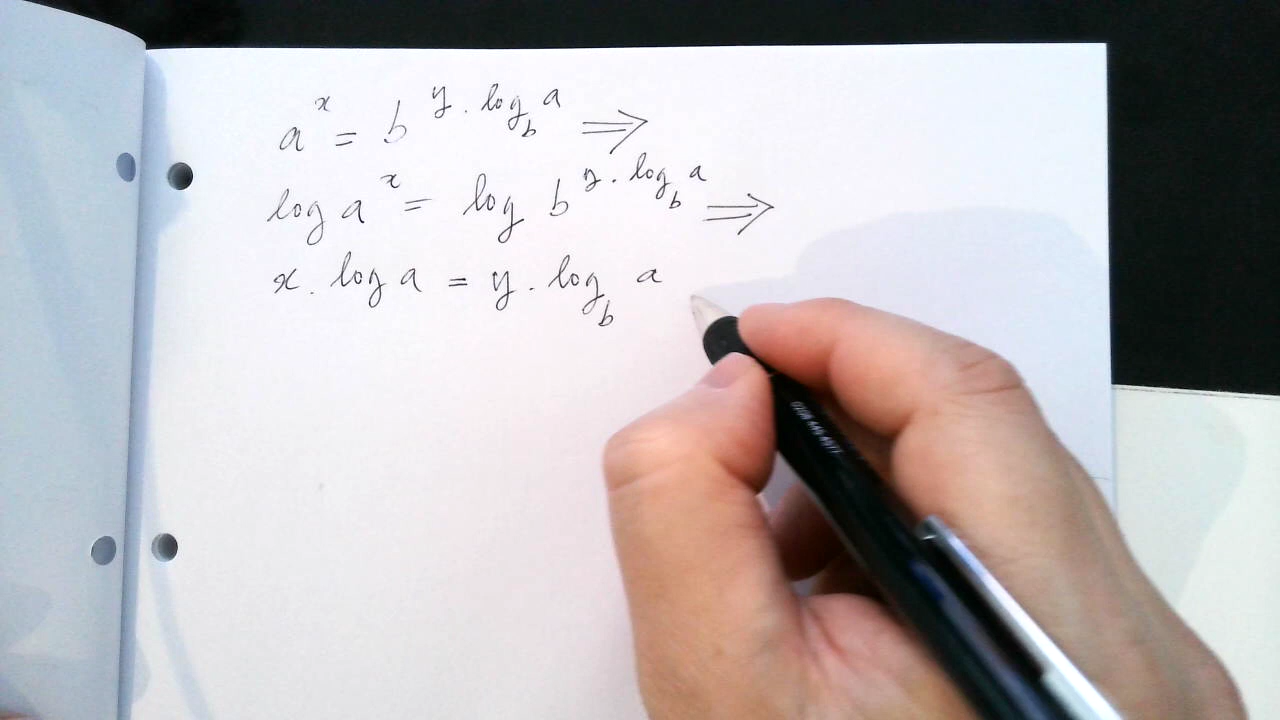 a^x = b^{y · log_b a} ⟹
log a^x = log b^{y · log_b a} ⟹
x · log a = y · log_b a